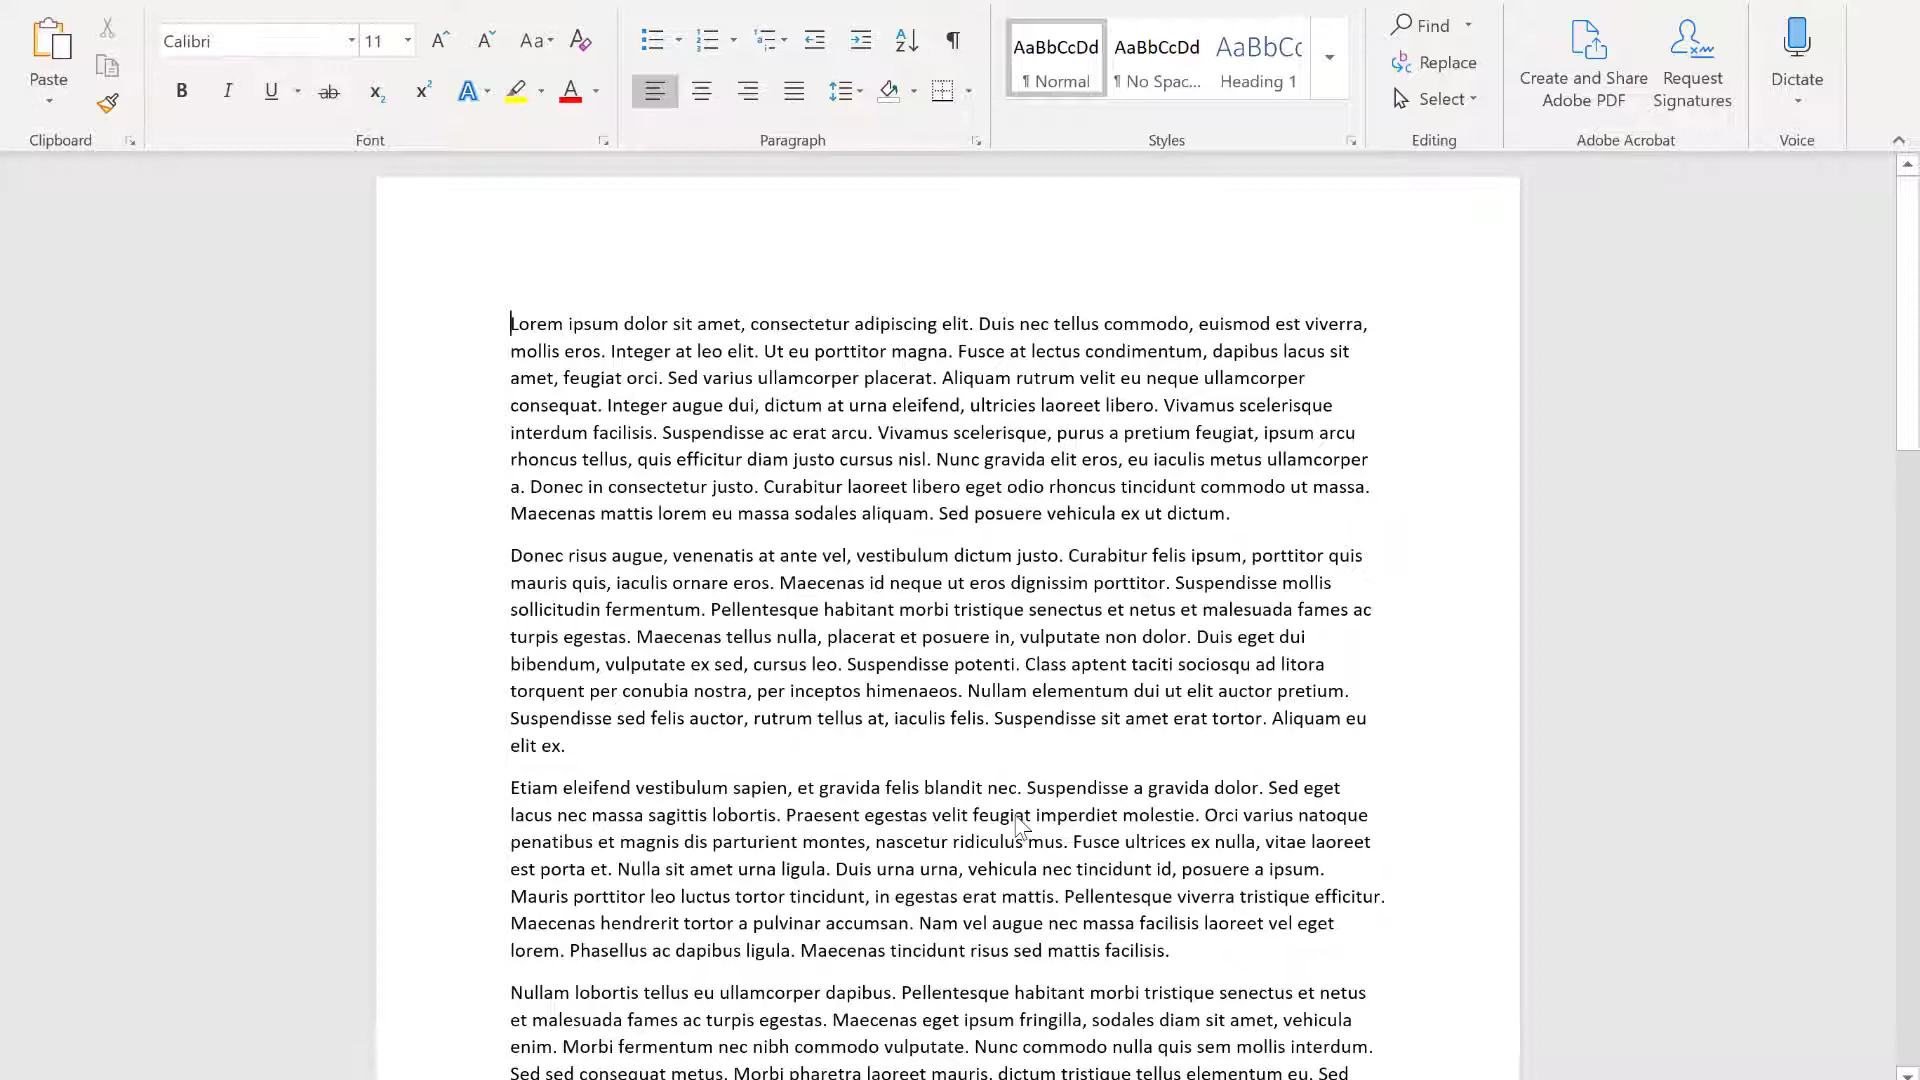 Paste
Clipboard
Calibri
11
Aa
B I U ab x₂ x² A A
Font
A
Z
¶
Paragraph
AaBbCcDd AaBbCcDd AaBbCc
¶ Normal ¶ No Spac... Heading 1
Styles
Find
Replace
Select
Editing
Create and Share
Adobe PDF
Request
Signatures
Adobe Acrobat
Dictate
Voice
Lorem ipsum dolor sit amet, consectetur adipiscing elit. Duis nec tellus commodo, euismod est viverra,
mollis eros. Integer at leo elit. Ut eu porttitor magna. Fusce at lectus condimentum, dapibus lacus sit
amet, feugiat orci. Sed varius ullamcorper placerat. Aliquam rutrum velit eu neque ullamcorper
consequat. Integer augue dui, dictum at urna eleifend, ultricies laoreet libero. Vivamus scelerisque
interdum facilisis. Suspendisse ac erat arcu. Vivamus scelerisque, purus a pretium feugiat, ipsum arcu
rhoncus tellus, quis efficitur diam justo cursus nisl. Nunc gravida elit eros, eu iaculis metus ullamcorper
a. Donec in consectetur justo. Curabitur laoreet libero eget odio rhoncus tincidunt commodo ut massa.
Maecenas mattis lorem eu massa sodales aliquam. Sed posuere vehicula ex ut dictum.
Donec risus augue, venenatis at ante vel, vestibulum dictum justo. Curabitur felis ipsum, porttitor quis
mauris quis, iaculis ornare eros. Maecenas id neque ut eros dignissim porttitor. Suspendisse mollis
sollicitudin fermentum. Pellentesque habitant morbi tristique senectus et netus et malesuada fames ac
turpis egestas. Maecenas tellus nulla, placerat et posuere in, vulputate non dolor. Duis eget dui
bibendum, vulputate ex sed, cursus leo. Suspendisse potenti. Class aptent taciti sociosqu ad litora
torquent per conubia nostra, per inceptos himenaeos. Nullam elementum dui ut elit auctor pretium.
Suspendisse sed felis auctor, rutrum tellus at, iaculis felis. Suspendisse sit amet erat tortor. Aliquam eu
elit ex.
Etiam eleifend vestibulum sapien, et gravida felis blandit nec. Suspendisse a gravida dolor. Sed eget
lacus nec massa sagittis lobortis. Praesent egestas velit feugiat imperdiet molestie. Orci varius natoque
penatibus et magnis dis parturient montes, nascetur ridiculus mus. Fusce ultrices ex nulla, vitae laoreet
est porta et. Nulla sit amet urna ligula. Duis urna urna, vehicula nec tincidunt id, posuere a ipsum.
Mauris porttitor leo luctus tortor tincidunt, in egestas erat mattis. Pellentesque viverra tristique efficitur.
Maecenas hendrerit tortor a pulvinar accumsan. Nam vel augue nec massa facilisis laoreet vel eget
lorem. Phasellus ac dapibus ligula. Maecenas tincidunt risus sed mattis facilisis.
Nullam lobortis tellus eu ullamcorper dapibus. Pellentesque habitant morbi tristique senectus et netus
et malesuada fames ac turpis egestas. Maecenas eget ipsum fringilla, sodales diam sit amet, vehicula
enim. Morbi fermentum nec nibh commodo vulputate. Nunc commodo nulla quis sem mollis interdum.
Sed sed consequat metus. Morbi pharetra laoreet mauris, dictum tristique tellus elementum eu. Sed